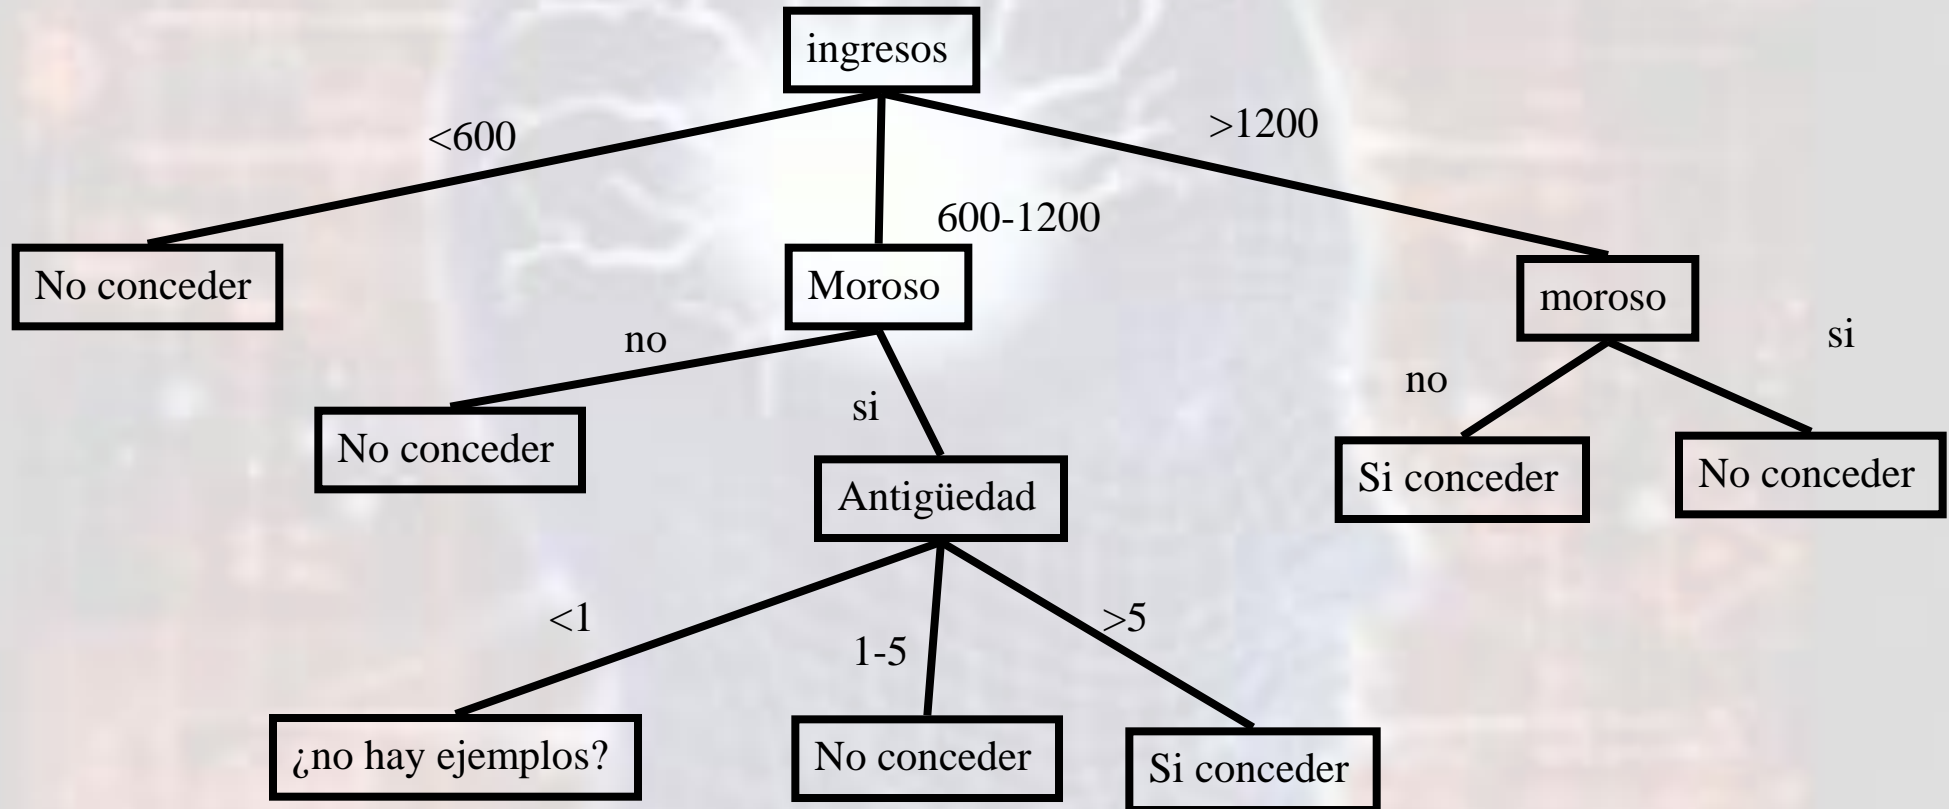 ingresos
<600
>1200
600-1200
No conceder
Moroso
moroso
no
si
no
si
No conceder
Antigüedad
Si conceder
No conceder
<1
1-5
>5
¿no hay ejemplos?
No conceder
Si conceder